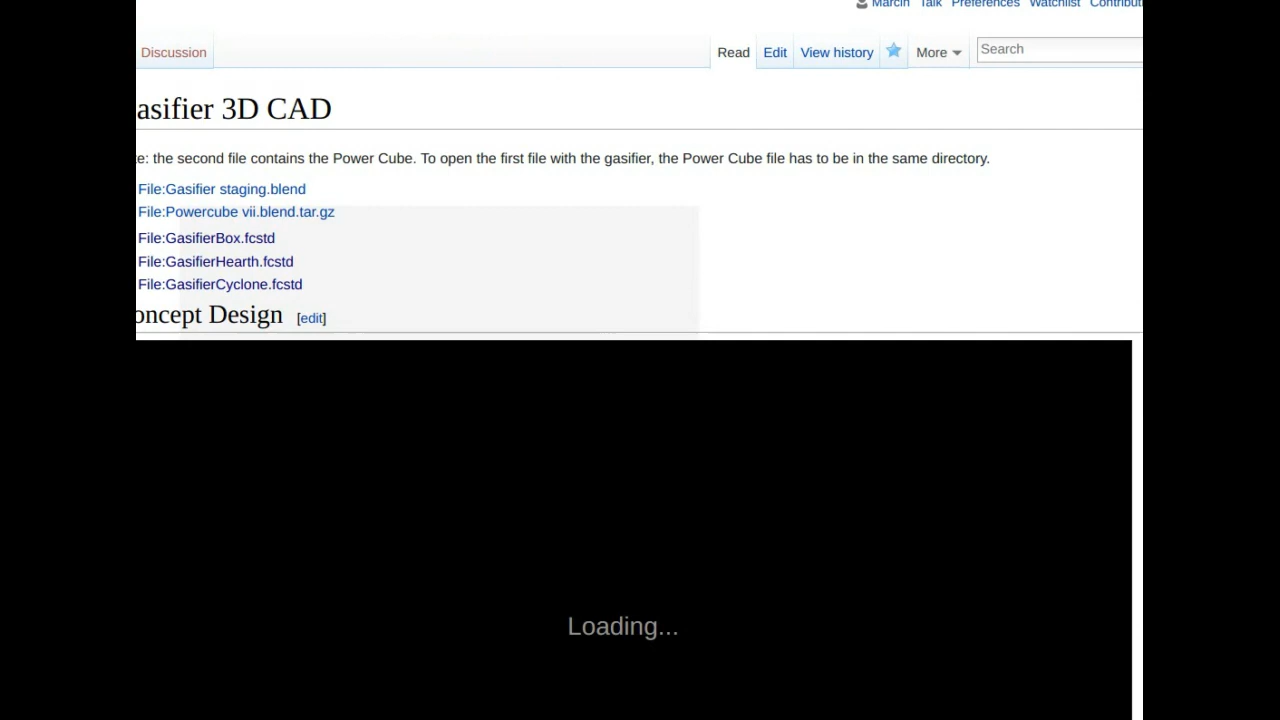 Marcin Talk Preferences Watchlist
Discussion Read Edit View history More Search
asifier 3D CAD
e: the second file contains the Power Cube. To open the first file with the gasifier, the Power Cube file has to be in the same directory.
File:Gasifier staging.blend
File:Powercube vii.blend.tar.gz
File:GasifierBox.fcstd
File:GasifierHearth.fcstd
File:GasifierCyclone.fcstd
oncept Design [edit]
Loading...